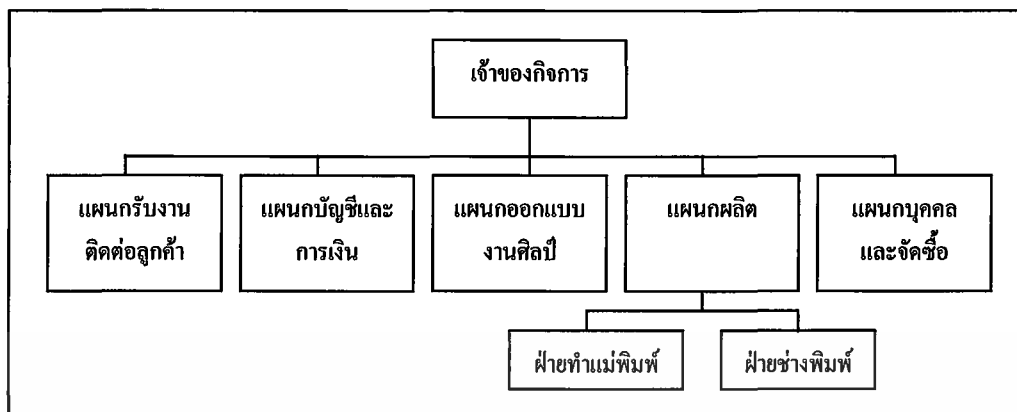 เจ้าของกิจการ
แผนกรับงาน
ติดต่อลูกค้า
แผนกบัญชีและ
การเงิน
แผนกออกแบบ
งานศิลป์
แผนกผลิต
แผนกบุคคล
และจัดซื้อ
ฝ่ายทำแม่พิมพ์
ฝ่ายช่างพิมพ์